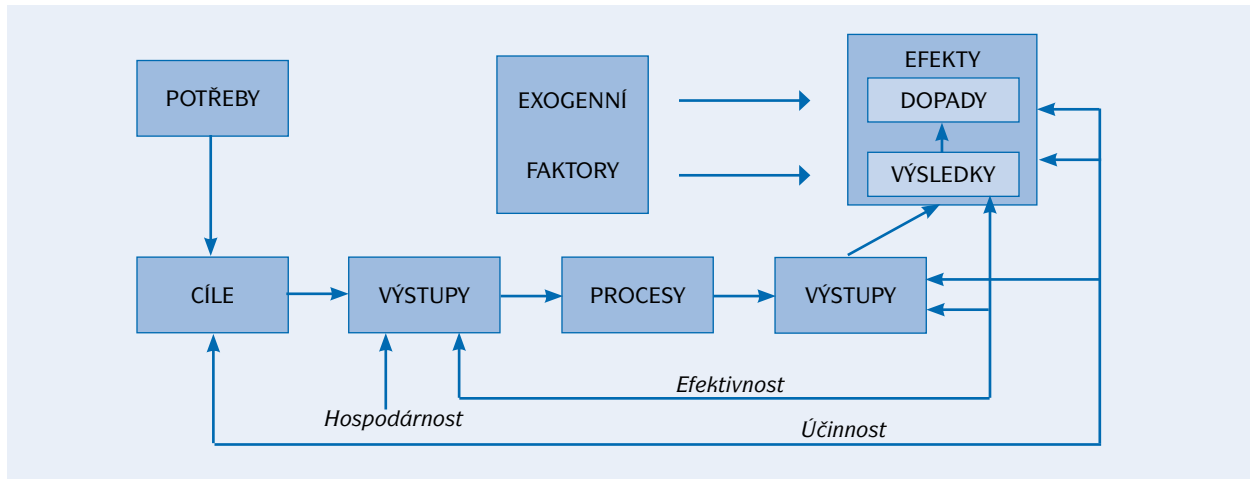 POTŘEBY
EXOGENNÍ
FAKTORY
EFEKTY
DOPADY
VÝSLEDKY
CÍLE
VÝSTUPY
PROCESY
VÝSTUPY
Efektivnost
Hospodárnost
Účinnost